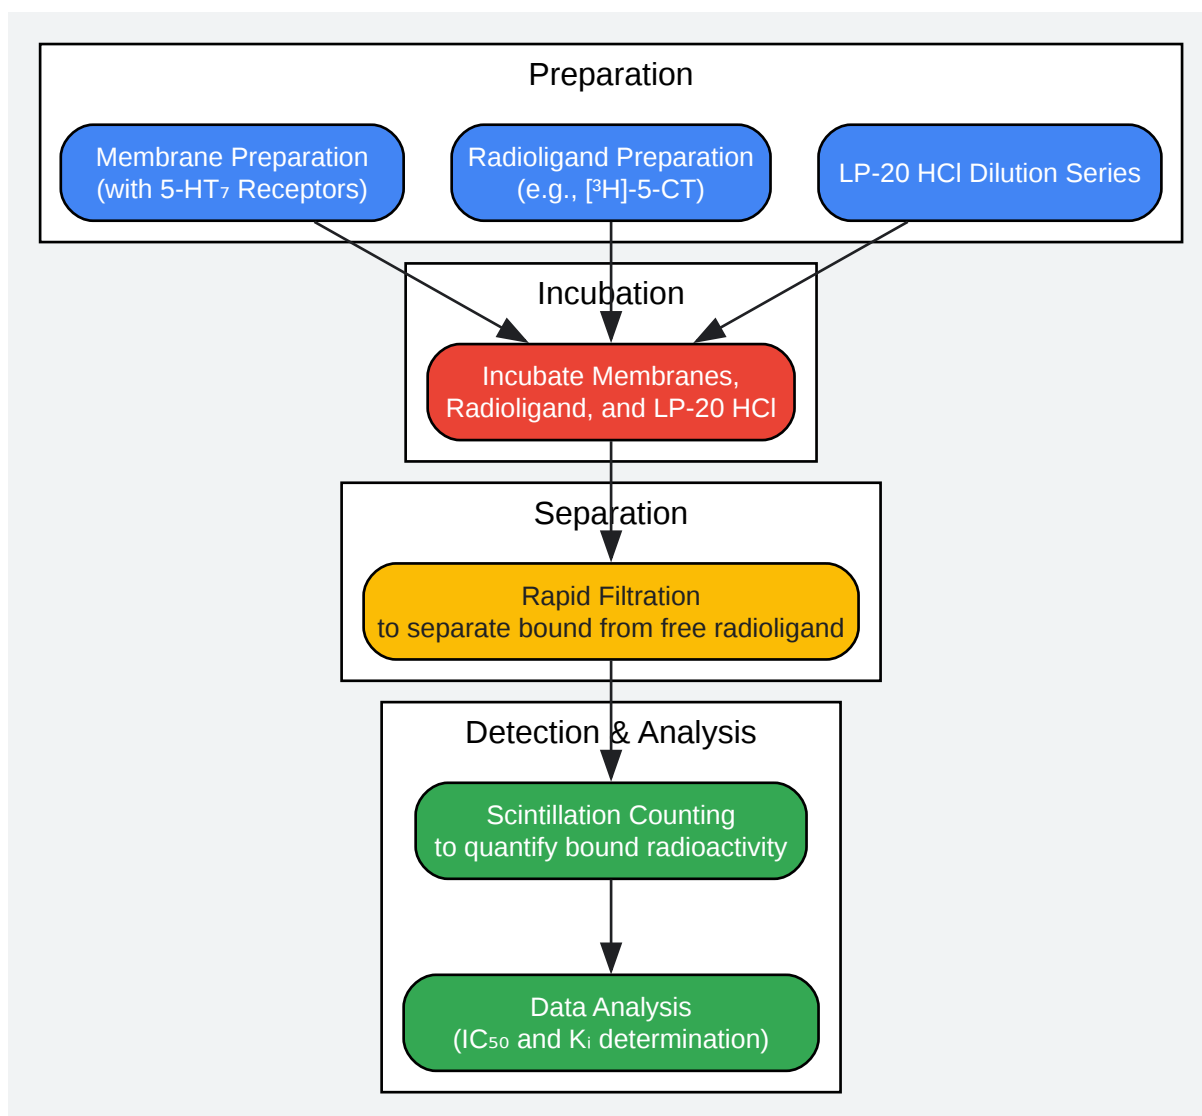 Preparation
Membrane Preparation
(with 5-HT₇ Receptors)
Radioligand Preparation
(e.g., [³H]-5-CT)
LP-20 HCl Dilution Series
Incubation
Incubate Membranes,
Radioligand, and LP-20 HCl
Separation
Rapid Filtration
to separate bound from free radioligand
Detection & Analysis
Scintillation Counting
to quantify bound radioactivity
Data Analysis
(IC₅₀ and Kᵢ determination)